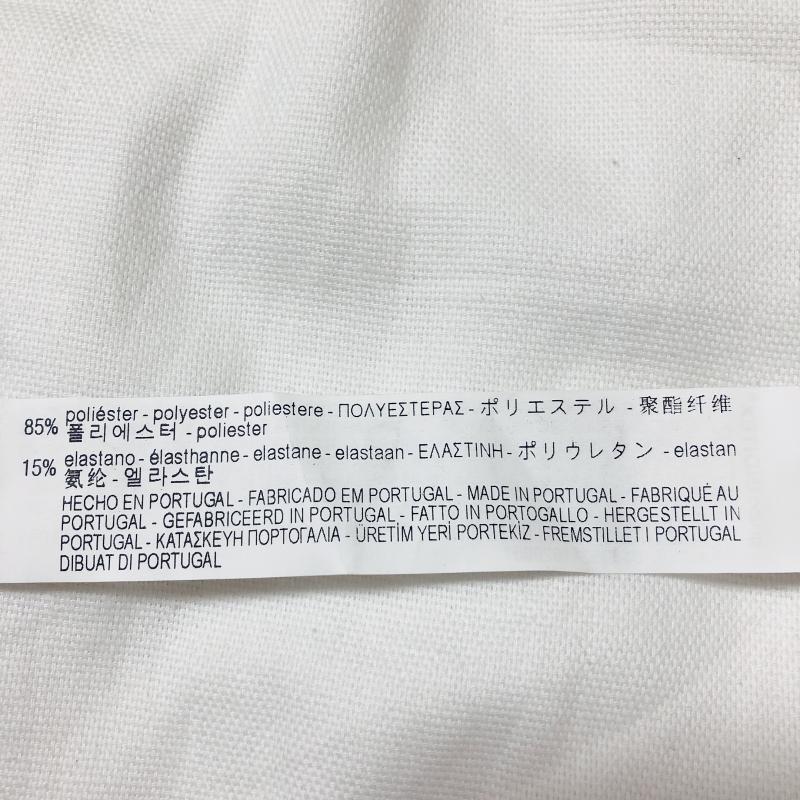 85% poliéster - polyester - poliestere - ΠΟΛΥΕΣΤΕΡΑΣ - ポリエステル - 聚酯纤维
폴리에스터 - poliester
15% elastano - élasthanne - elastane - elastaan - ΕΛΑΣΤΙΝΗ - ポリウレタン - elastan
氨纶 - 엘라스탄
HECHO EN PORTUGAL - FABRICADO EM PORTUGAL - MADE IN PORTUGAL - FABRIQUÉ AU
PORTUGAL - GEFABRICEERD IN PORTUGAL - FATTO IN PORTOGALLO - HERGESTELLT IN
PORTUGAL - ΚΑΤΑΣΚΕΥΗ ΠΟΡΤΟΓΑΛΙΑ - ÜRETİM YERİ PORTEKİZ - FREMSTILLET I PORTUGAL
DIBUAT DI PORTUGAL